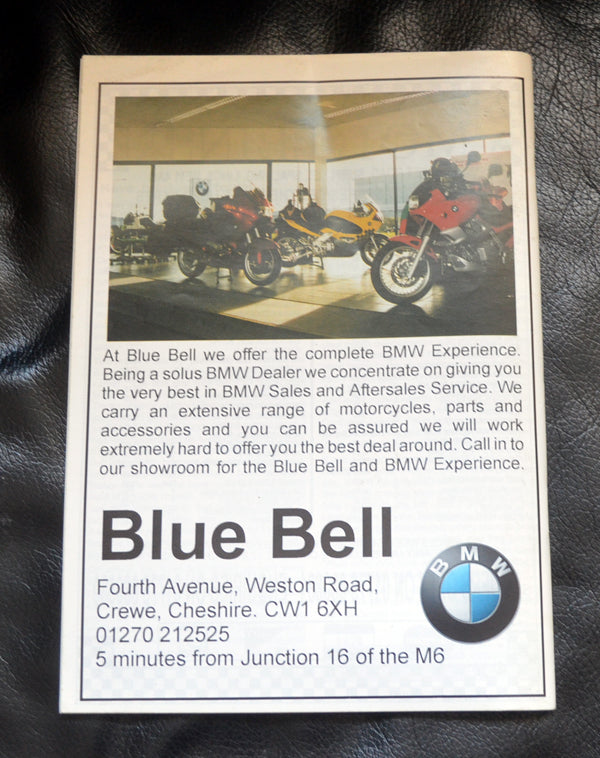 At Blue Bell we offer the complete BMW Experience.
Being a solus BMW Dealer we concentrate on giving you
the very best in BMW Sales and Aftersales Service. We
carry an extensive range of motorcycles, parts and
accessories and you can be assured we will work
extremely hard to offer you the best deal around. Call in to
our showroom for the Blue Bell and BMW Experience.
Blue Bell
Fourth Avenue, Weston Road,
Crewe, Cheshire. CW1 6XH
01270 212525
5 minutes from Junction 16 of the M6
BMW